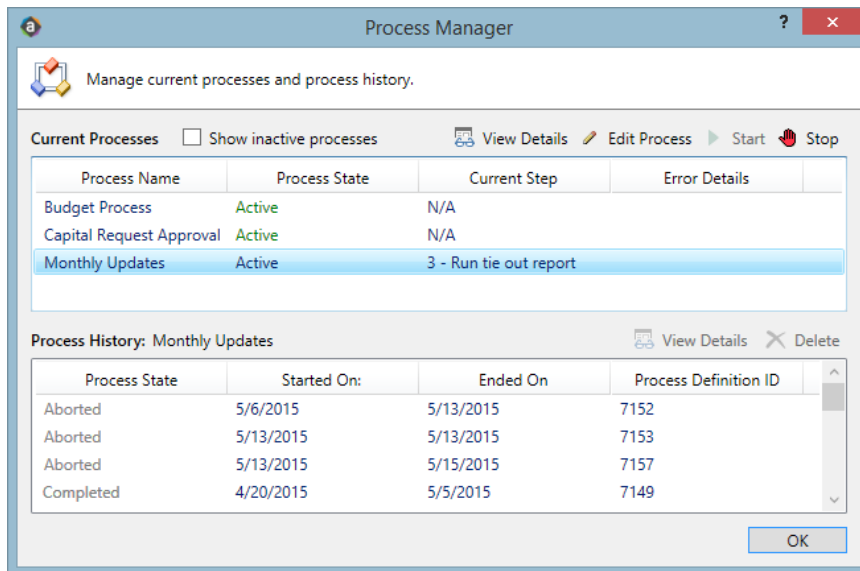 Process Manager
?
Manage current processes and process history.
Current Processes Show inactive processes View Details Edit Process Start Stop
Process Name Process State Current Step Error Details
Budget Process Active N/A
Capital Request Approval Active N/A
Monthly Updates Active 3 - Run tie out report
Process History: Monthly Updates View Details Delete
Process State Started On: Ended On Process Definition ID
Aborted 5/6/2015 5/13/2015 7152
Aborted 5/13/2015 5/13/2015 7153
Aborted 5/13/2015 5/15/2015 7157
Completed 4/20/2015 5/5/2015 7149
OK